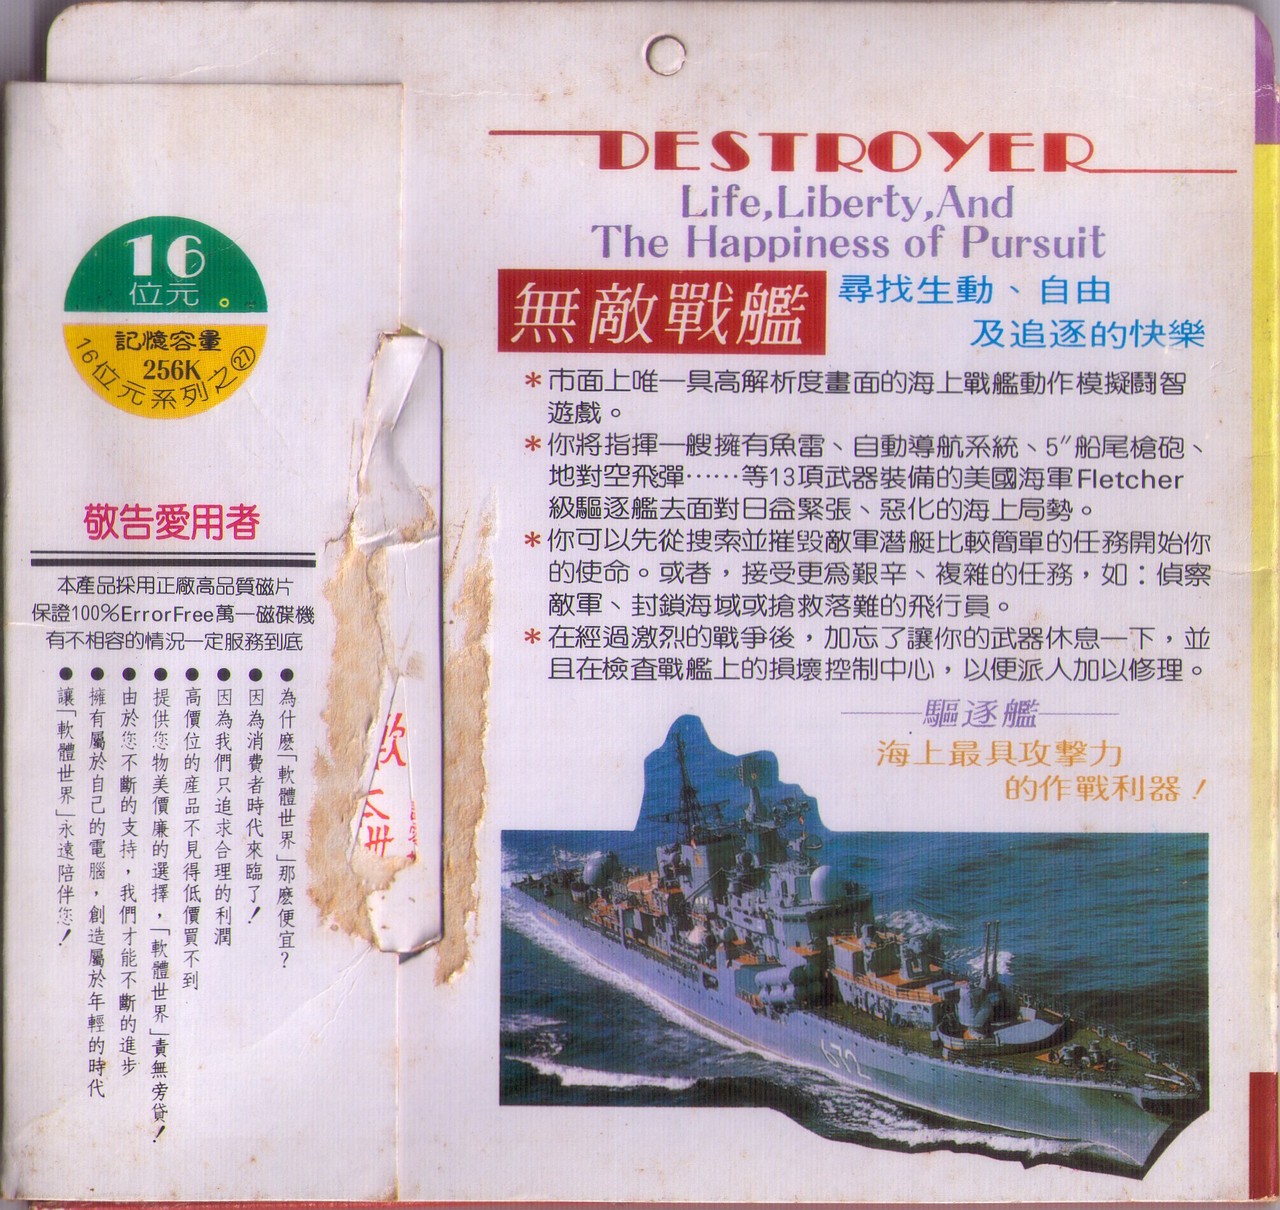 DESTROYER
Life,Liberty,And
The Happiness of Pursuit
無敵戰艦
尋找生動、自由
及追逐的快樂
*市面上唯一具高解析度畫面的海上戰艦動作模擬鬪智
遊戲。
*你將指揮一艘擁有魚雷、自動導航系統、5″船尾槍砲、
地對空飛彈……等13項武器裝備的美國海軍Fletcher
級驅逐艦去面對日益緊張、惡化的海上局勢。
*你可以先從搜索並摧毀敵軍潛艇比較簡單的任務開始你
的使命。或者，接受更為艱辛、複雜的任務，如：偵察
敵軍、封鎖海域或搶救落難的飛行員。
*在經過激烈的戰爭後，加忘了讓你的武器休息一下，並
且在檢查戰艦上的損壞控制中心，以便派人加以修理。
驅逐艦
海上最具攻擊力
的作戰利器！
672
16
位元。
記憶容量
256K
16位元系列之㉗
敬告愛用者
本產品採用正廠高品質磁片
保證100%ErrorFree萬一磁碟機
有不相容的情況一定服務到底
●為什麼「軟體世界」那麼便宜？
●因為消費者時代來臨了！
●因為我們只追求合理的利潤
●高價位的產品不見得低價買不到
●提供您物美價廉的選擇，「軟體世界」責無旁貸！
●由於您不斷的支持，我們才能不斷的進步
●擁有屬於自己的電腦，創造屬於年輕的時代
●讓「軟體世界」永遠陪伴您！
軟